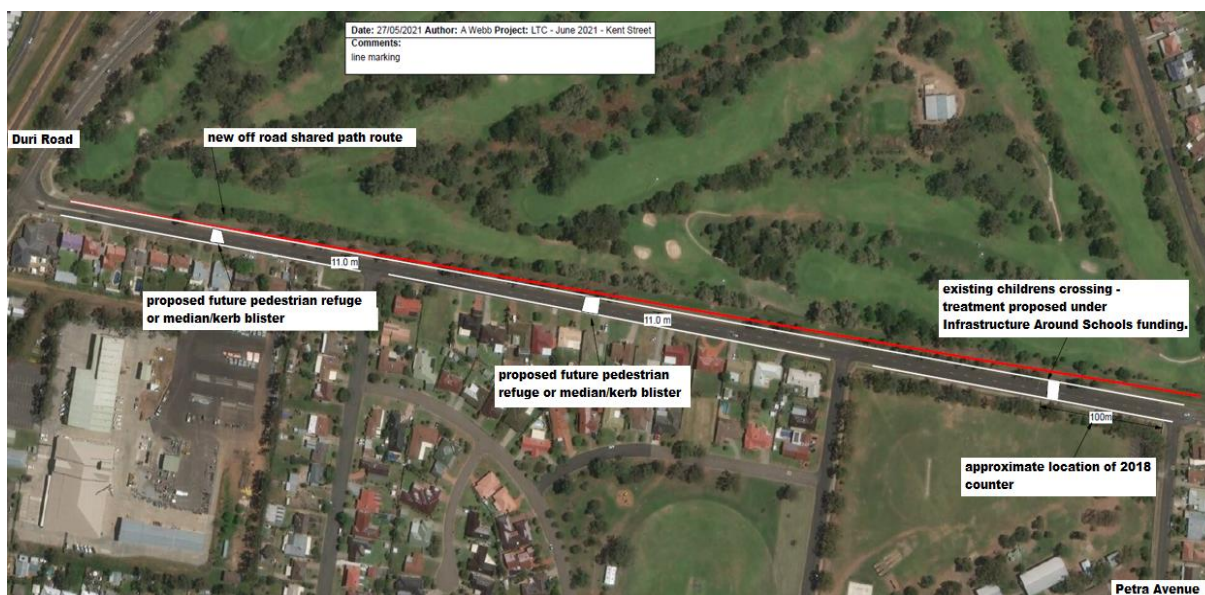 Date: 27/05/2021 Author: A Webb Project: LTC - June 2021 - Kent Street
Comments:
line marking
Duri Road
new off road shared path route
11.0 m
proposed future pedestrian refuge
or median/kerb blister
11.0 m
proposed future pedestrian
refuge or median/kerb blister
existing childrens crossing -
treatment proposed under
Infrastructure Around Schools funding.
100m
approximate location of 2018
counter
Petra Avenue